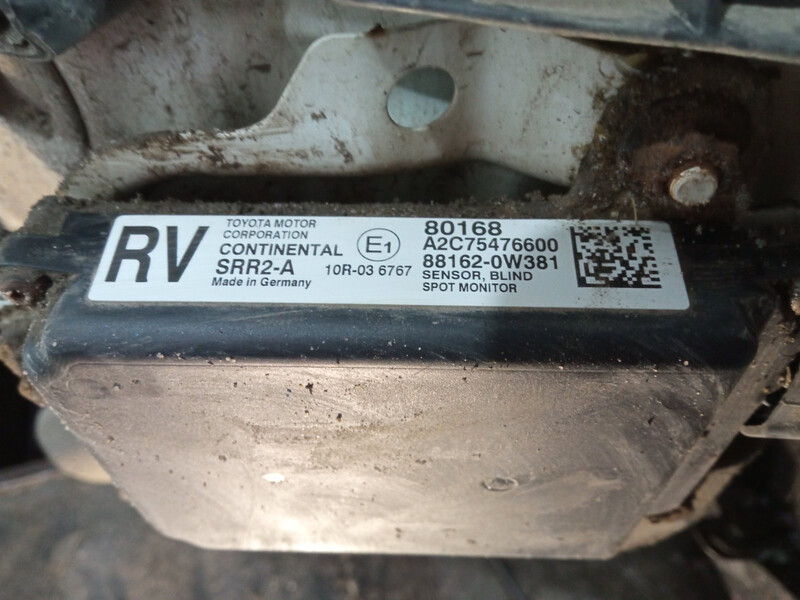 RV
TOYOTA MOTOR
CORPORATION
CONTINENTAL
SRR2-A
Made in Germany
E1
10R-03 6767
80168
A2C75476600
88162-0W381
SENSOR, BLIND
SPOT MONITOR